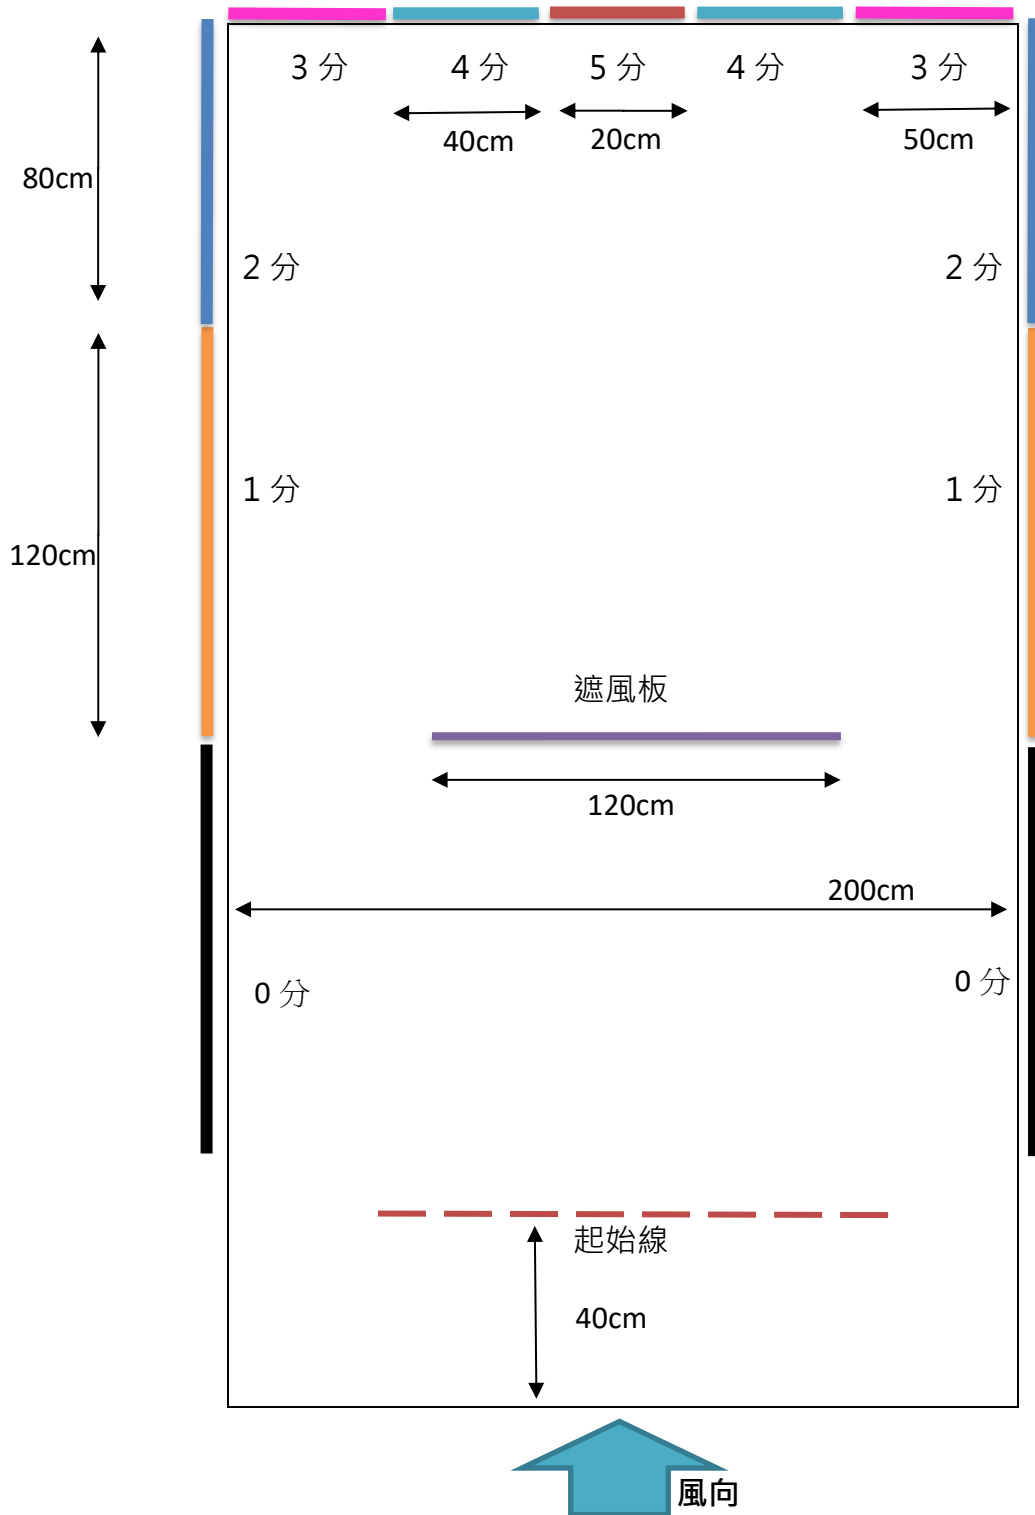 3 分 4 分 5 分 4 分 3 分
40cm 20cm 50cm
80cm
2 分 2 分
1 分 1 分
120cm
遮風板
120cm
200cm
0 分 0 分
起始線
40cm
風向